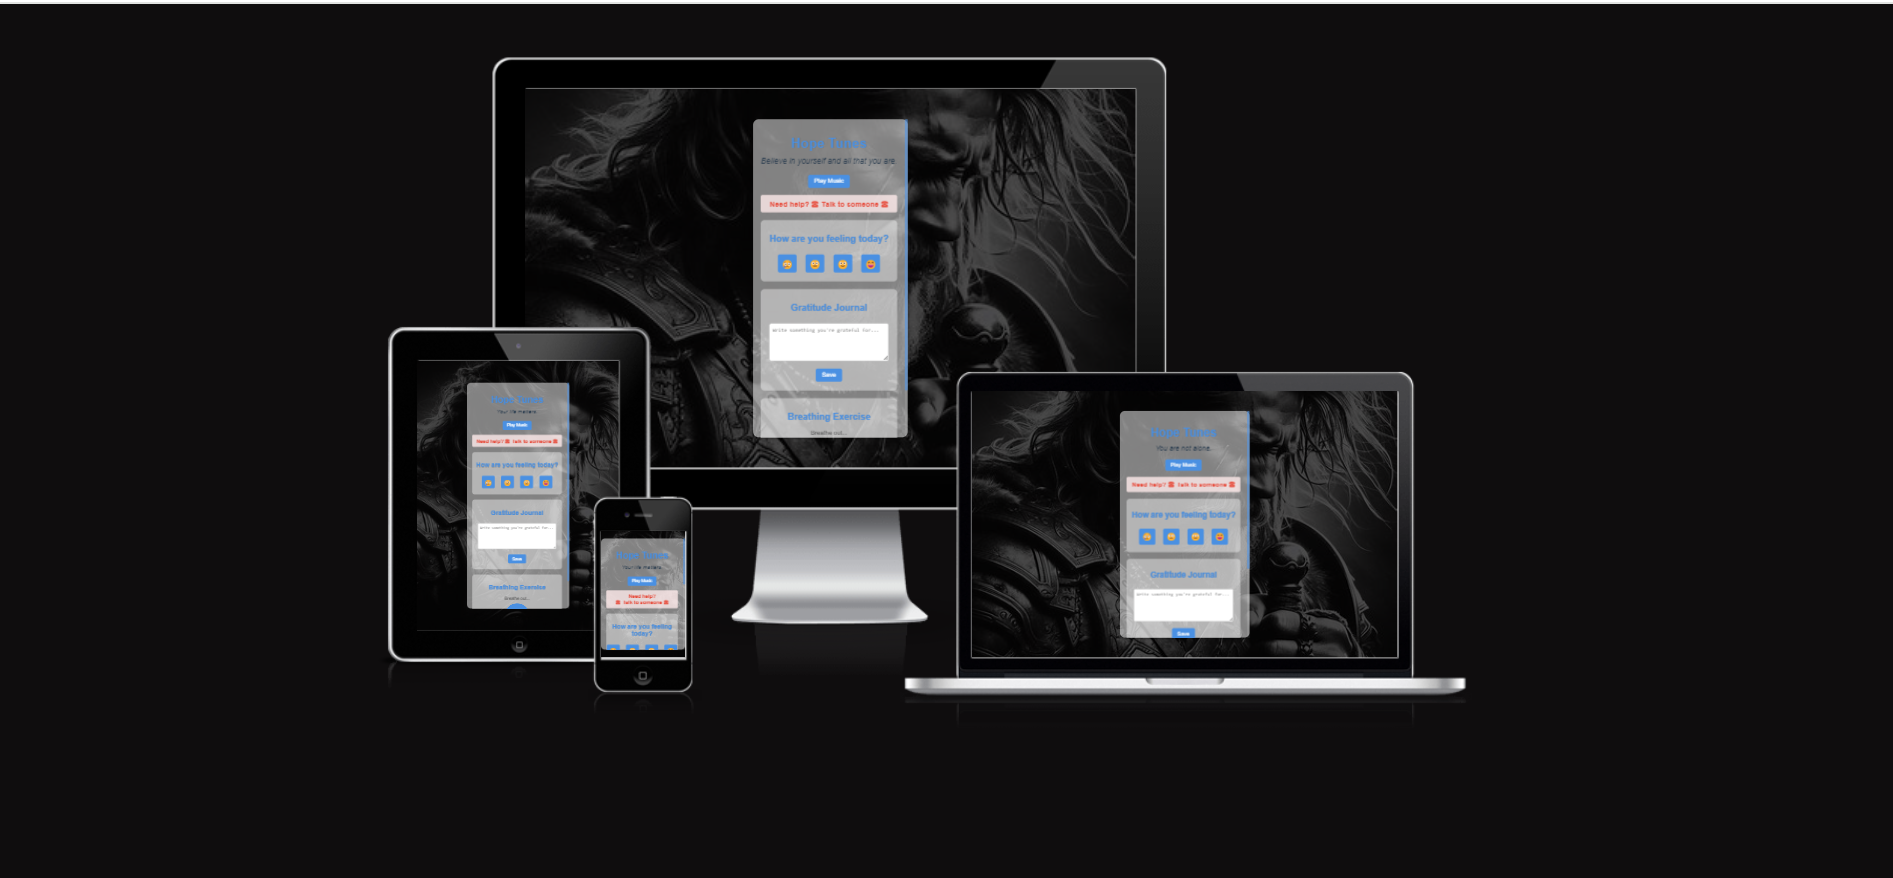 Hope Tunes
Believe in yourself and all that you are.
Play Music
Need help? ☎ Talk to someone ☎
How are you feeling today?
Gratitude Journal
Write something you're grateful for...
Save
Breathing Exercise
Breathe out...
Hope Tunes
Your life matters.
Play Music
Need help? ☎ Talk to someone ☎
How are you feeling today?
Gratitude Journal
Write something you're grateful for...
Save
Breathing Exercise
Breathe out...
Hope Tunes
Your life matters.
Play Music
Need help?
☎ Talk to someone ☎
How are you feeling
today?
Hope Tunes
You are not alone.
Play Music
Need help? ☎ Talk to someone ☎
How are you feeling today?
Gratitude Journal
Write something you're grateful for...
Save